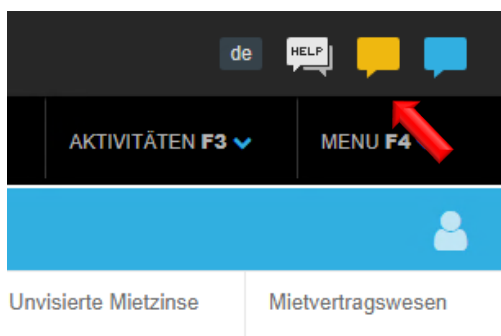 de HELP
AKTIVITÄTEN F3 MENU F4
Unvisierte Mietzinse Mietvertragswesen